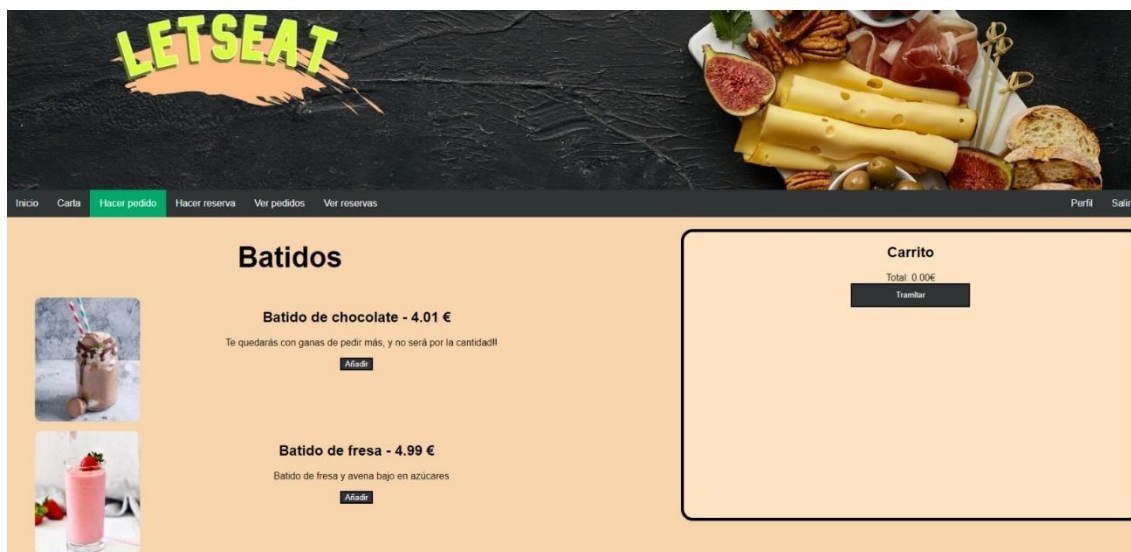 LETSEAT
Inicio Carta Hacer pedido Hacer reserva Ver pedidos Ver reservas Perfil Salir
Batidos
Batido de chocolate - 4.01 €
Te quedarás con ganas de pedir más, y no será por la cantidad!!
Añadir
Batido de fresa - 4.99 €
Batido de fresa y avena bajo en azúcares
Añadir
Carrito
Total: 0.00€
Tramitar